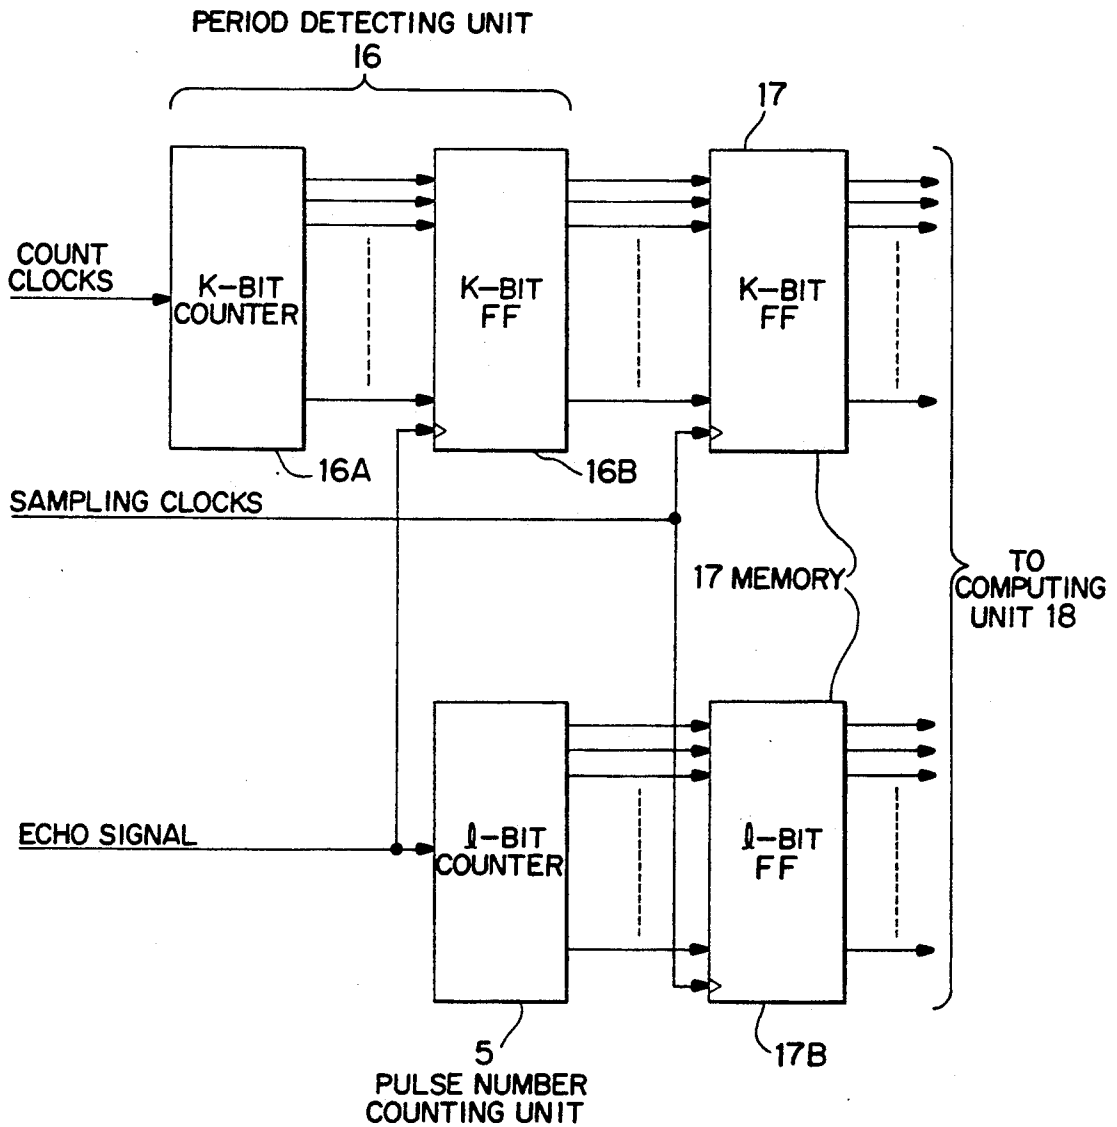 PERIOD DETECTING UNIT
16
17
COUNT
CLOCKS
K-BIT
COUNTER
K-BIT
FF
K-BIT
FF
16A
16B
SAMPLING CLOCKS
17 MEMORY
TO
COMPUTING
UNIT 18
ECHO SIGNAL
l-BIT
COUNTER
l-BIT
FF
5
PULSE NUMBER
COUNTING UNIT
17B